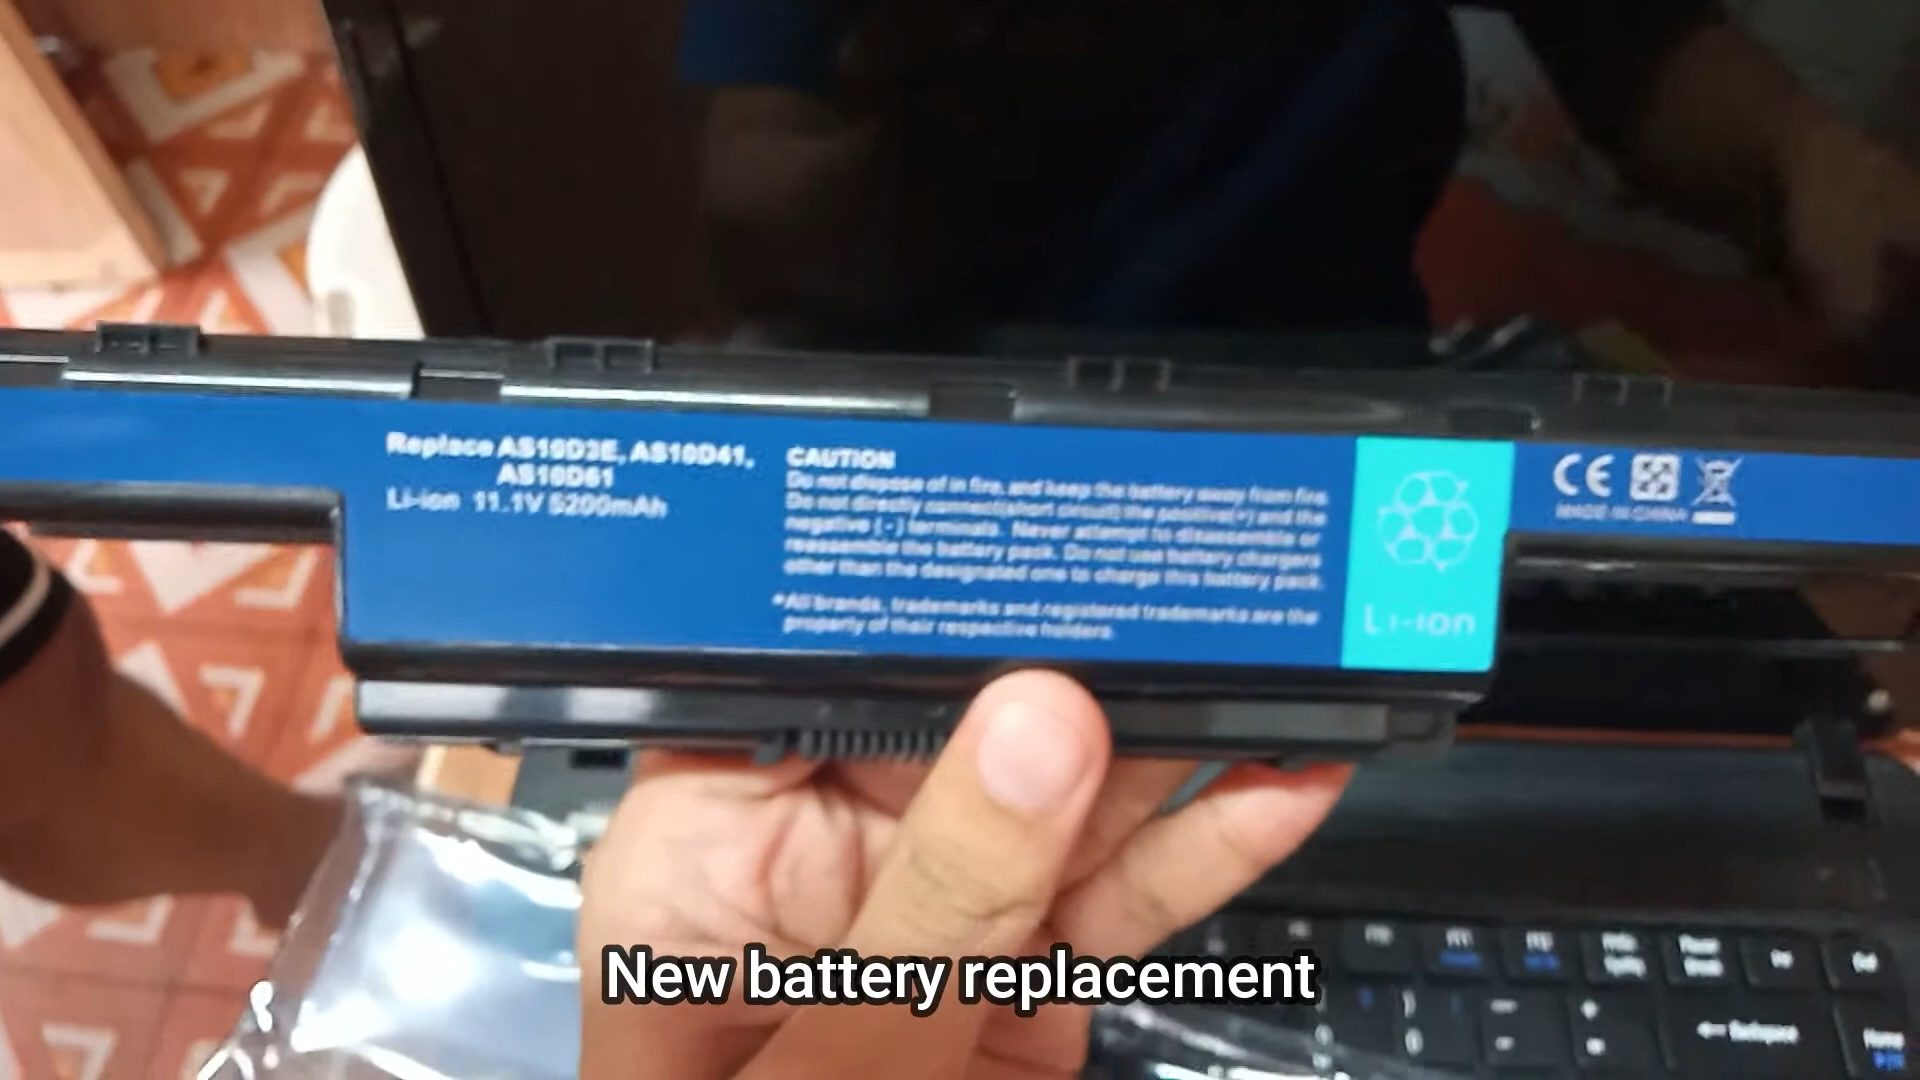 Replace AS10D3E, AS10D41,
AS10D61
Li-ion 11.1V 5200mAh
CAUTION
Do not dispose of in fire, and keep the battery away from fire.
Do not directly connect(short circuit) the positive(+) and the
negative (-) terminals. Never attempt to disassemble or
reassemble the battery pack. Do not use battery chargers
other than the designated one to charge this battery pack.
*All brands, trademarks and registered trademarks are the
property of their respective holders.
Li-ion
CE
MADE IN CHINA
New battery replacement
← Backspace
Home